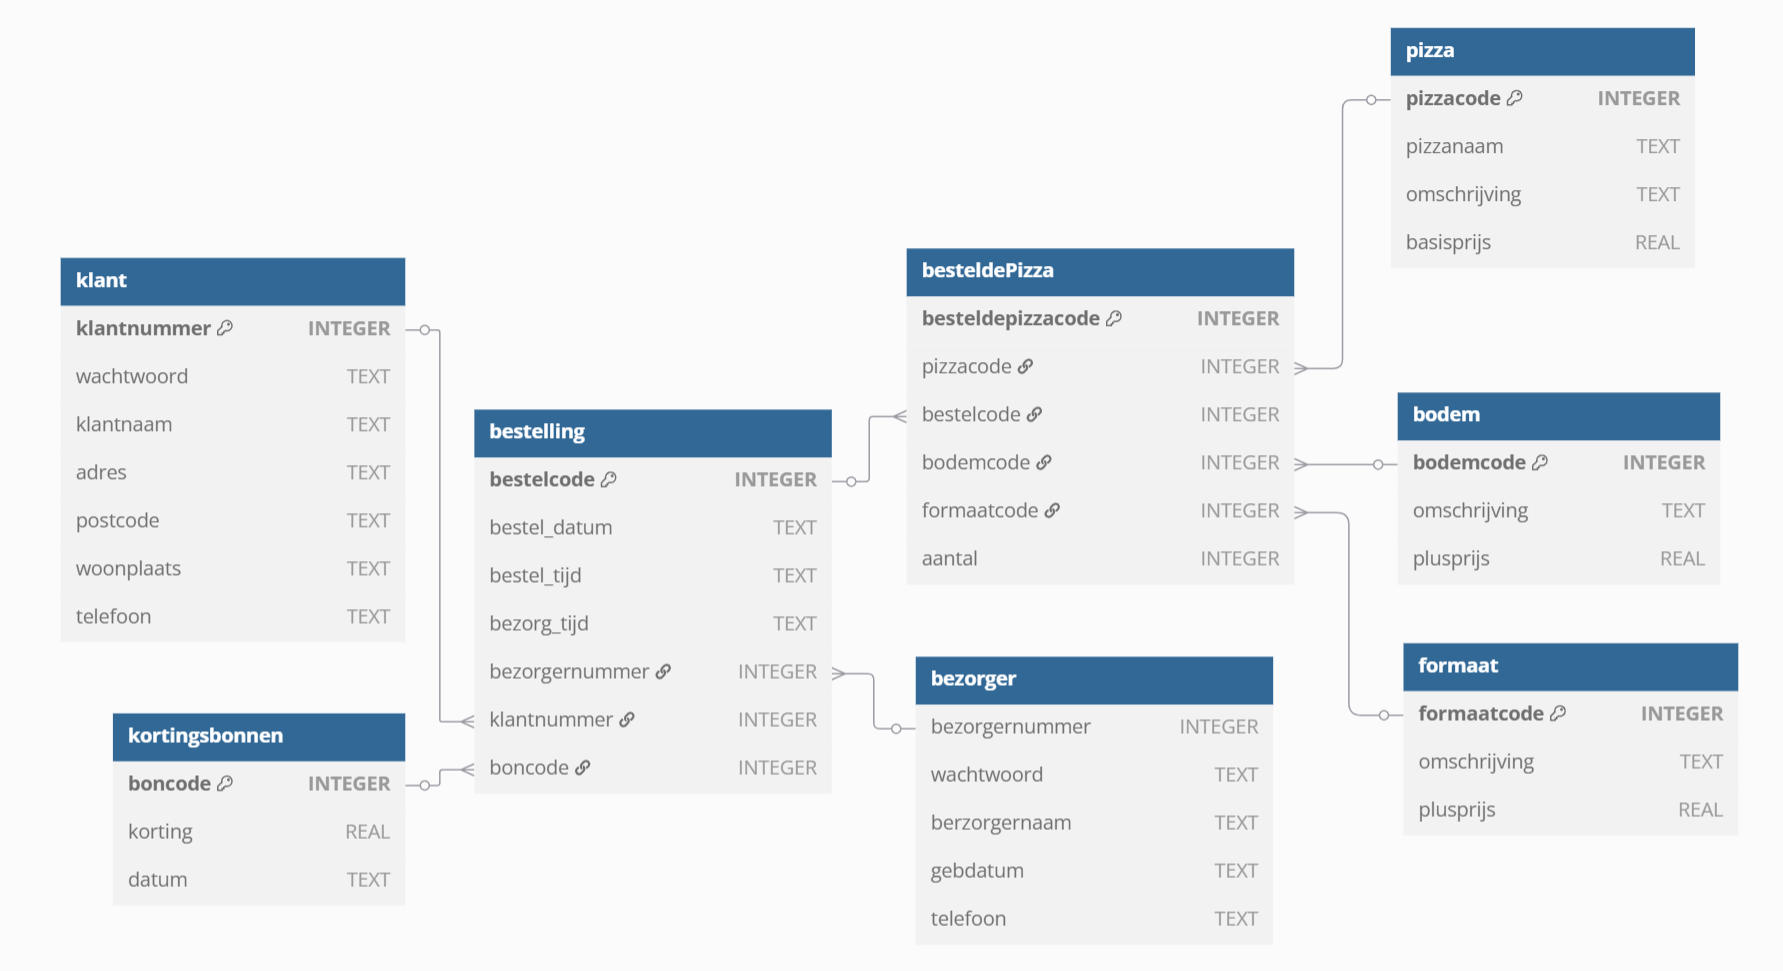 pizza
pizzacode INTEGER
pizzanaam TEXT
omschrijving TEXT
basisprijs REAL
klant
klantnummer INTEGER
wachtwoord TEXT
klantnaam TEXT
adres TEXT
postcode TEXT
woonplaats TEXT
telefoon TEXT
besteldePizza
besteldepizzacode INTEGER
pizzacode INTEGER
bestelcode INTEGER
bodemcode INTEGER
formaatcode INTEGER
aantal INTEGER
bodem
bodemcode INTEGER
omschrijving TEXT
plusprijs REAL
bestelling
bestelcode INTEGER
bestel_datum TEXT
bestel_tijd TEXT
bezorg_tijd TEXT
bezorgernummer INTEGER
klantnummer INTEGER
boncode INTEGER
bezorger
bezorgernummer INTEGER
wachtwoord TEXT
berzorgernaam TEXT
gebdatum TEXT
telefoon TEXT
formaat
formaatcode INTEGER
omschrijving TEXT
plusprijs REAL
kortingsbonnen
boncode INTEGER
korting REAL
datum TEXT